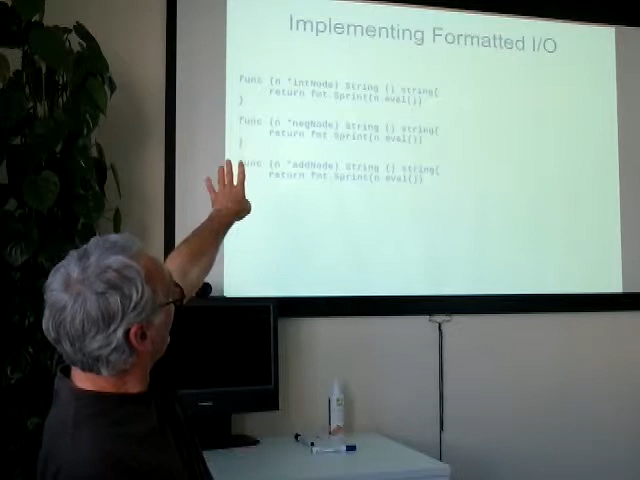 Implementing Formatted I/O
func (n *intNode) String () string{
return fmt.Sprint(n.eval())
}
func (n *negNode) String () string{
return fmt.Sprint(n.eval())
}
func (n *addNode) String () string{
return fmt.Sprint(n.eval())